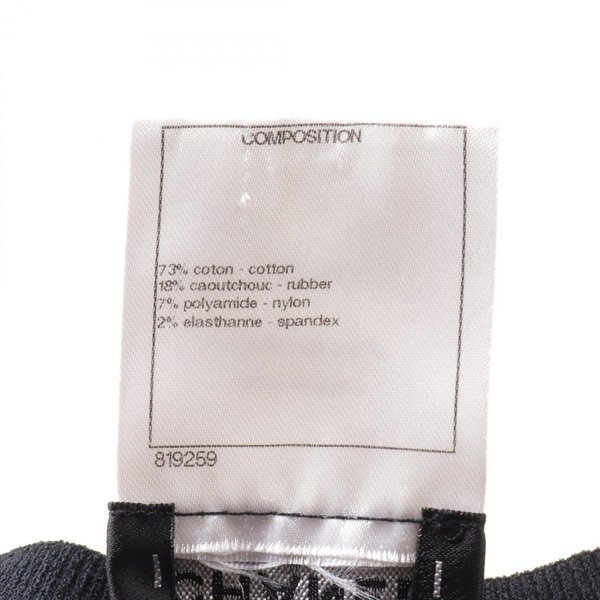 COMPOSITION
73% coton - cotton
18% caoutchouc - rubber
7% polyamide - nylon
2% elasthanne - spandex
819259